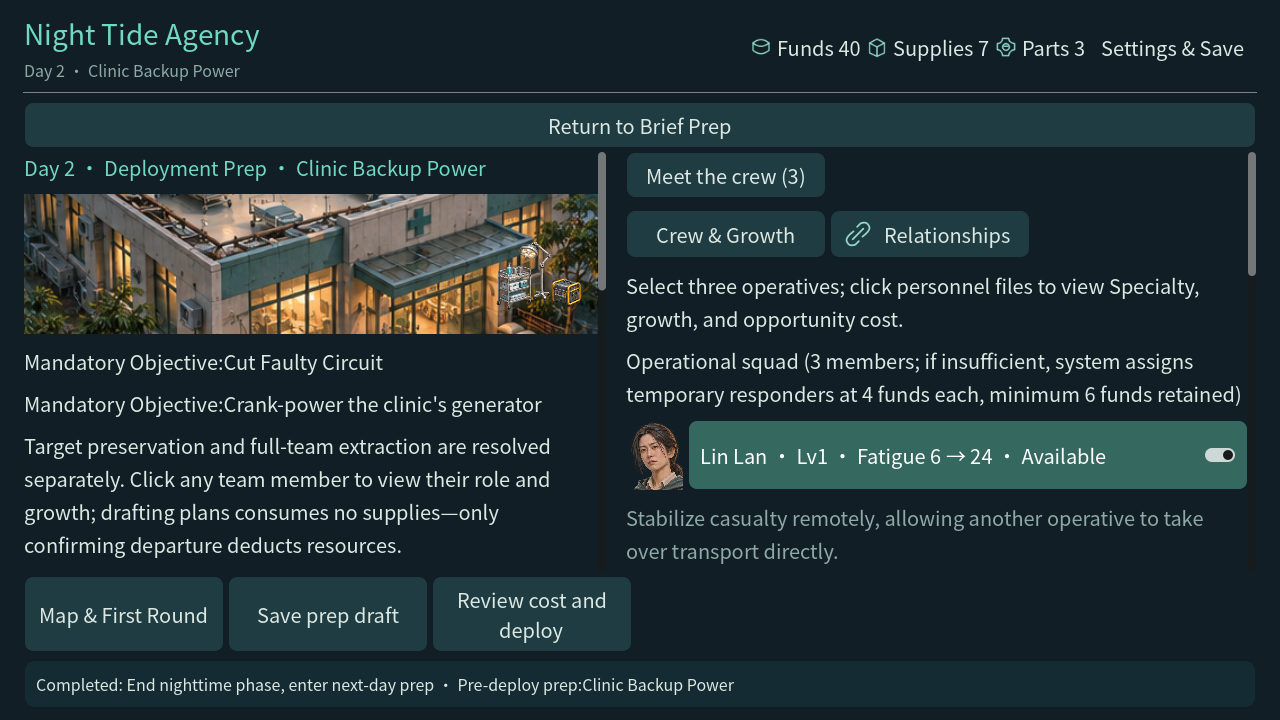 Night Tide Agency
Day 2 • Clinic Backup Power
Funds 40 Supplies 7 Parts 3 Settings & Save
Return to Brief Prep
Day 2 • Deployment Prep • Clinic Backup Power
Mandatory Objective:Cut Faulty Circuit
Mandatory Objective:Crank-power the clinic's generator
Target preservation and full-team extraction are resolved
separately. Click any team member to view their role and
growth; drafting plans consumes no supplies—only
confirming departure deducts resources.
Meet the crew (3)
Crew & Growth
Relationships
Select three operatives; click personnel files to view Specialty,
growth, and opportunity cost.
Operational squad (3 members; if insufficient, system assigns
temporary responders at 4 funds each, minimum 6 funds retained)
Lin Lan • Lv1 • Fatigue 6 → 24 • Available
Stabilize casualty remotely, allowing another operative to take
over transport directly.
Map & First Round
Save prep draft
Review cost and
deploy
Completed: End nighttime phase, enter next-day prep • Pre-deploy prep:Clinic Backup Power